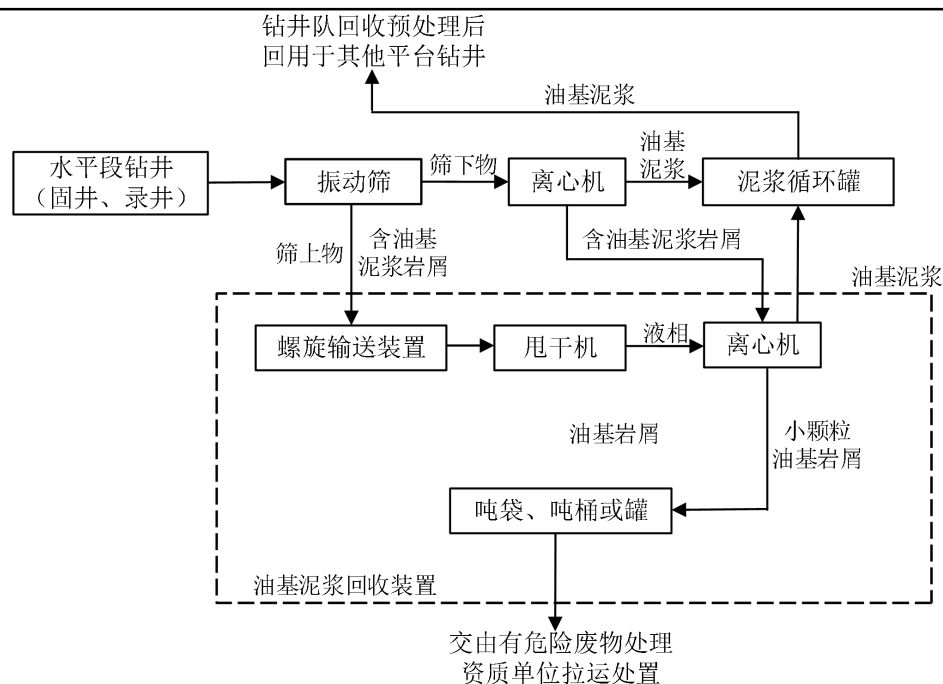 钻井队回收预处理后
回用于其他平台钻井
油基泥浆
水平段钻井
（固井、录井）
振动筛
筛下物
离心机
油基
泥浆
泥浆循环罐
筛上物
含油基
泥浆岩屑
含油基泥浆岩屑
油基泥浆
螺旋输送装置
甩干机
液相
离心机
油基岩屑
小颗粒
油基岩屑
吨袋、吨桶或罐
油基泥浆回收装置
交由有危险废物处理
资质单位拉运处置